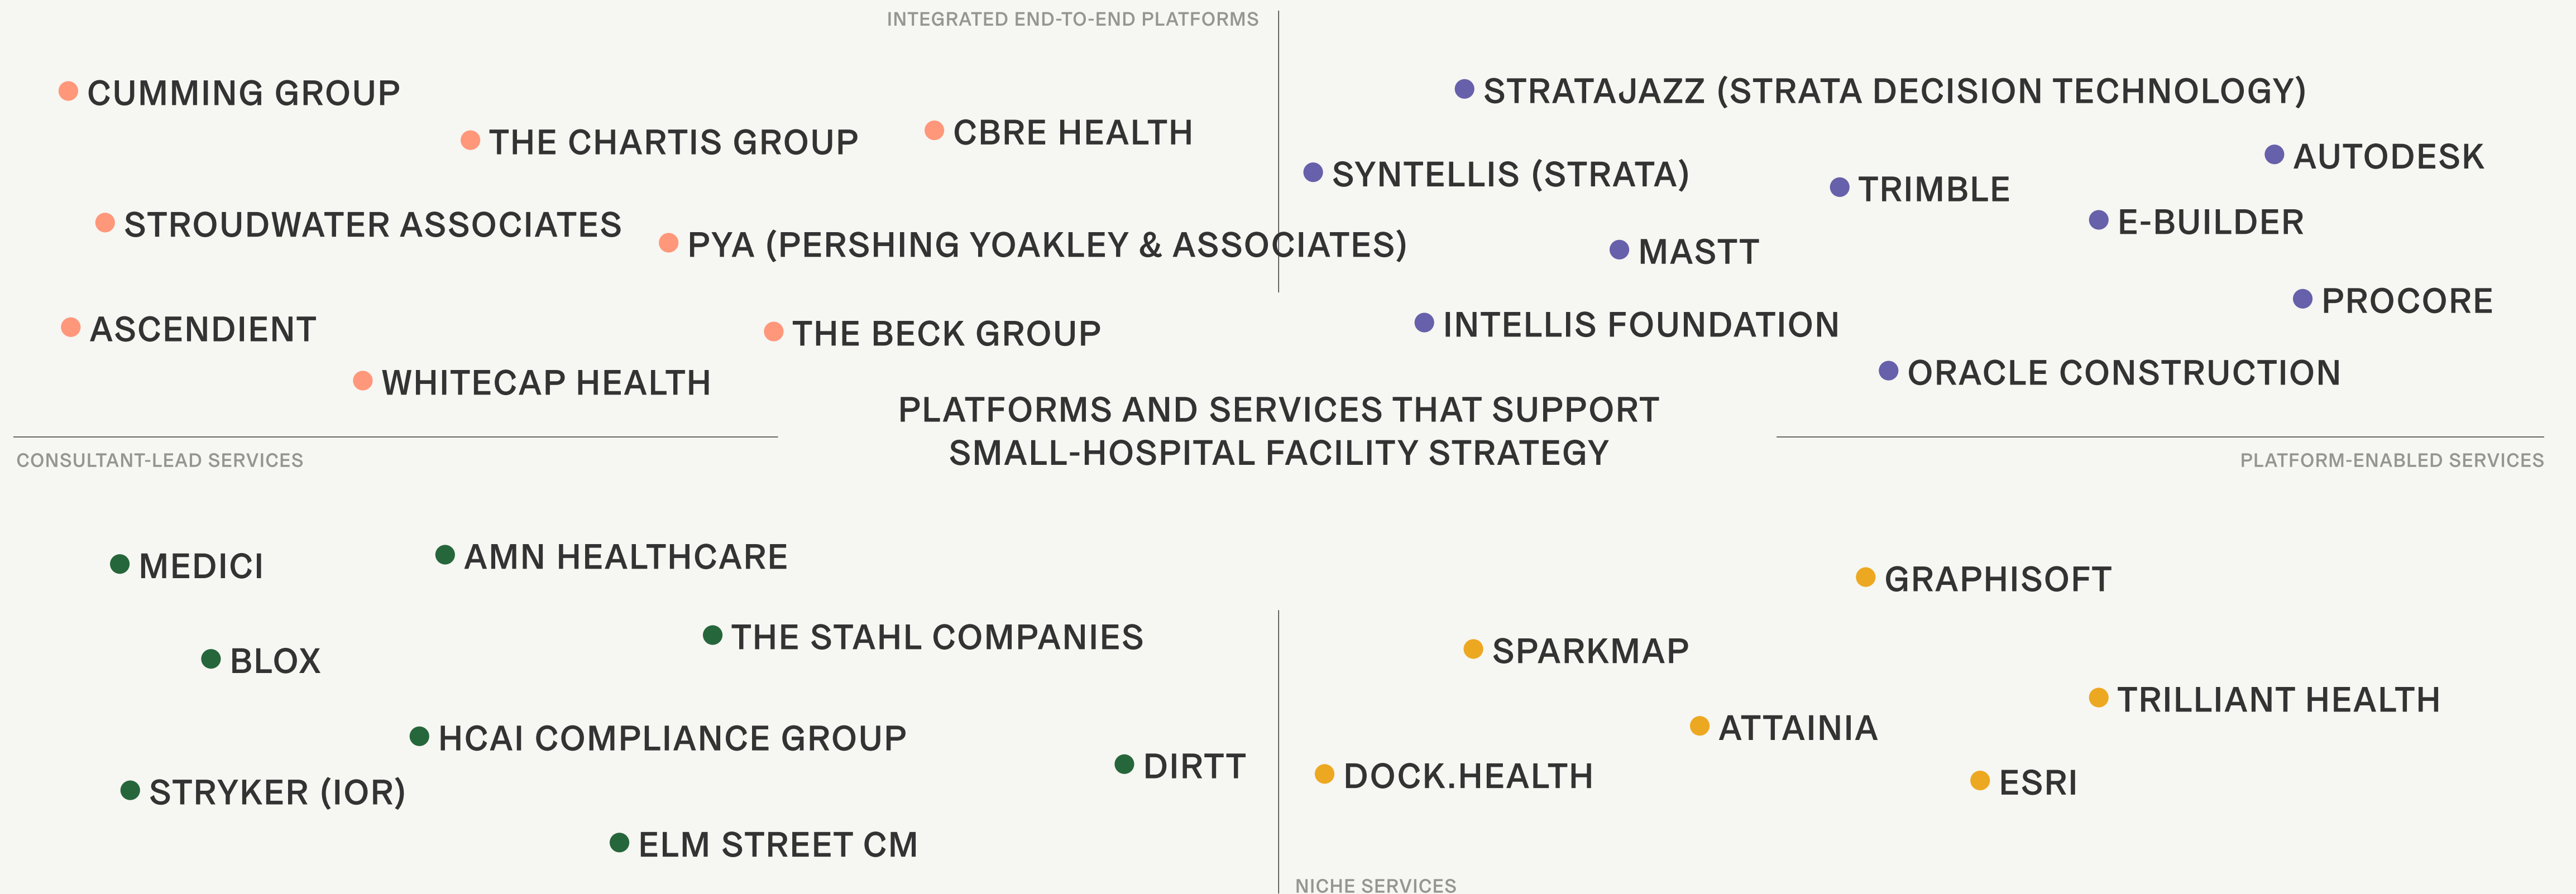 INTEGRATED END-TO-END PLATFORMS
CUMMING GROUP
THE CHARTIS GROUP
CBRE HEALTH
STROUDWATER ASSOCIATES
PYA (PERSHING YOAKLEY & ASSOCIATES)
ASCENDIENT
THE BECK GROUP
WHITECAP HEALTH
STRATAJAZZ (STRATA DECISION TECHNOLOGY)
AUTODESK
SYNTELLIS (STRATA)
TRIMBLE
E-BUILDER
MASTT
PROCORE
INTELLIS FOUNDATION
ORACLE CONSTRUCTION
PLATFORMS AND SERVICES THAT SUPPORT
SMALL-HOSPITAL FACILITY STRATEGY
CONSULTANT-LEAD SERVICES
PLATFORM-ENABLED SERVICES
MEDICI
AMN HEALTHCARE
THE STAHL COMPANIES
BLOX
HCAI COMPLIANCE GROUP
DIRTT
STRYKER (IOR)
ELM STREET CM
GRAPHISOFT
SPARKMAP
TRILLIANT HEALTH
ATTAINIA
DOCK.HEALTH
ESRI
NICHE SERVICES